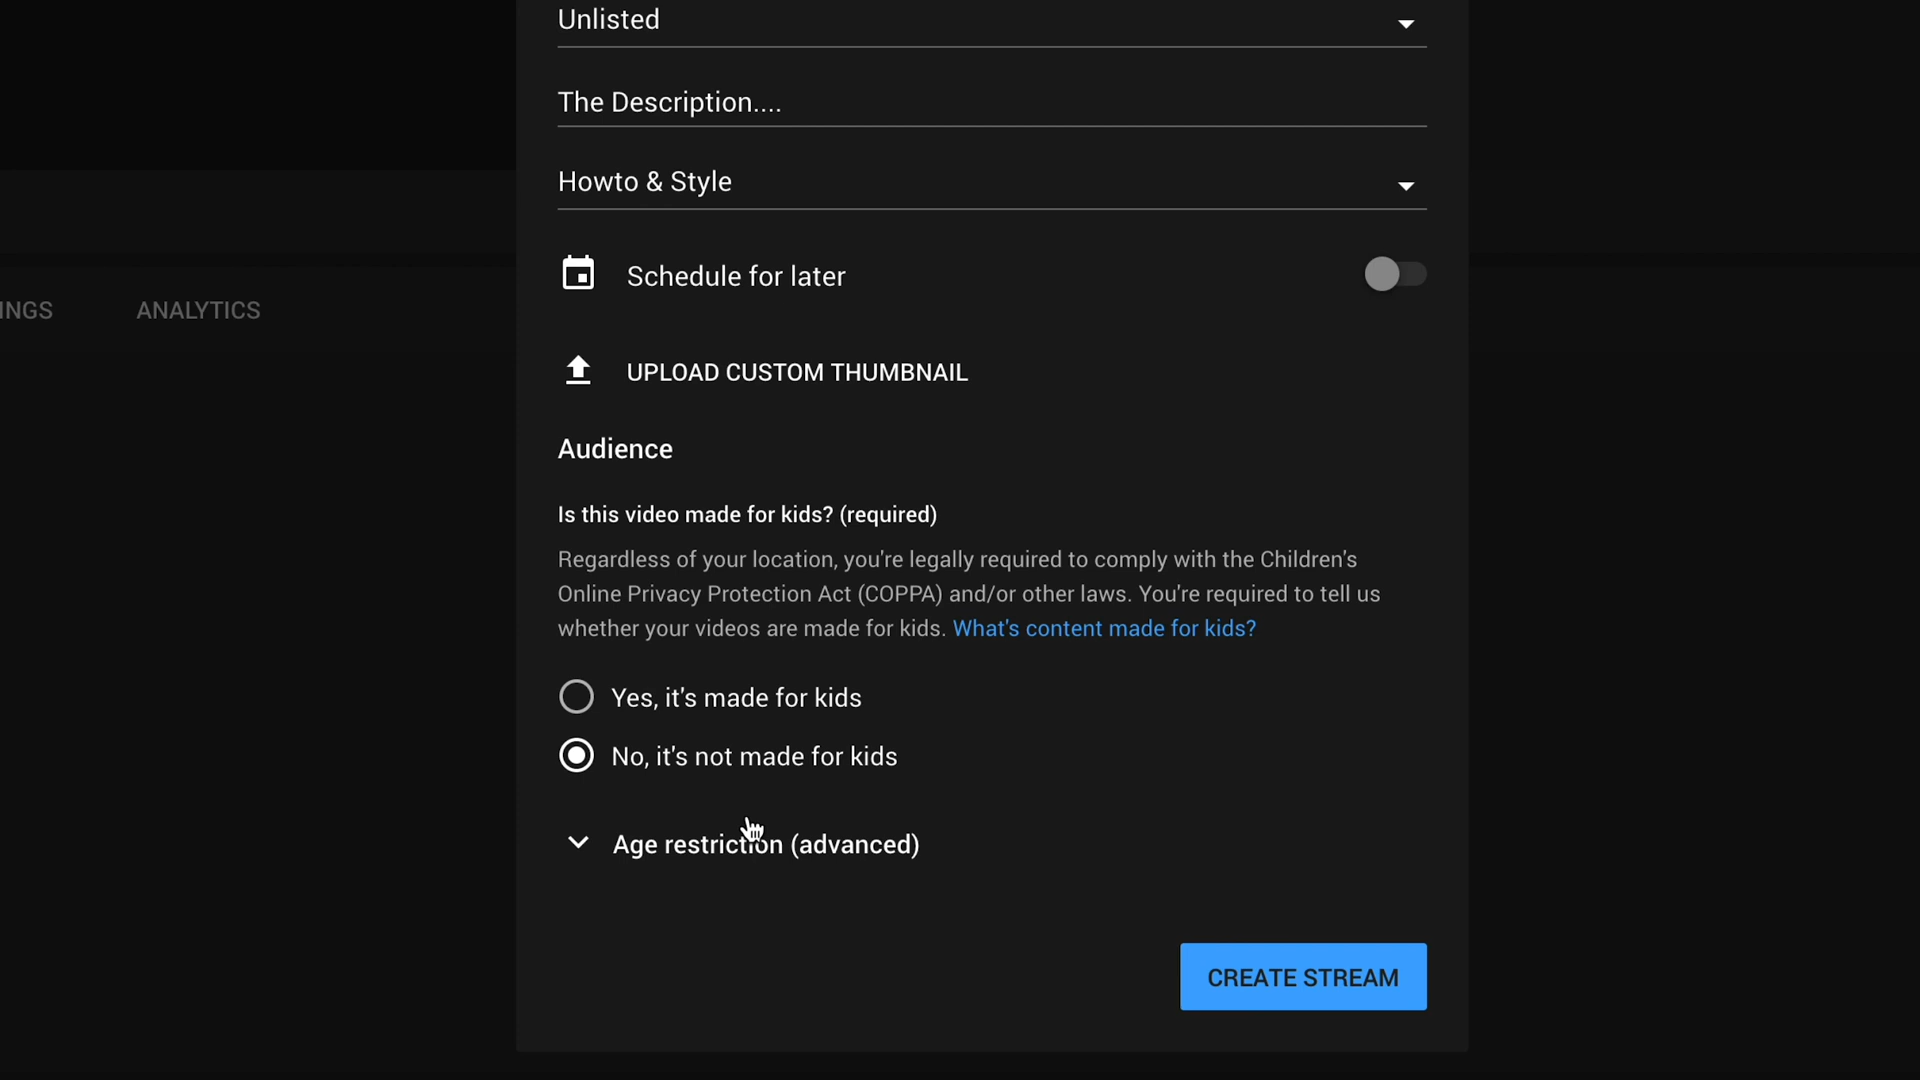 Unlisted
The Description....
Howto & Style
Schedule for later
INGS
ANALYTICS
UPLOAD CUSTOM THUMBNAIL
Audience
Is this video made for kids? (required)
Regardless of your location, you're legally required to comply with the Children's
Online Privacy Protection Act (COPPA) and/or other laws. You're required to tell us
whether your videos are made for kids. What's content made for kids?
Yes, it's made for kids
No, it's not made for kids
Age restriction (advanced)
CREATE STREAM